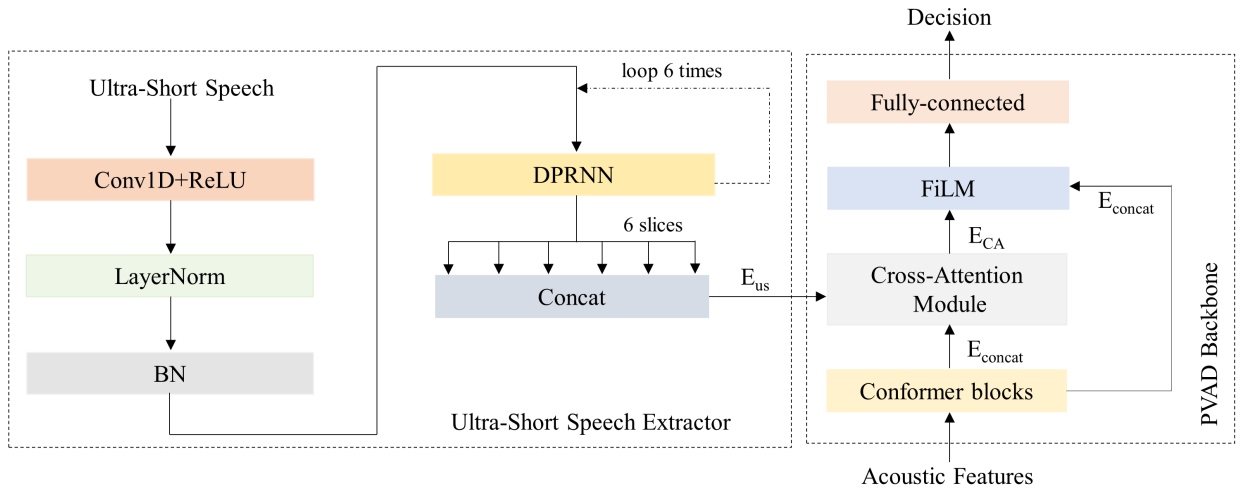 Ultra-Short Speech
Conv1D+ReLU
LayerNorm
BN
loop 6 times
DPRNN
6 slices
Concat
E_us
Ultra-Short Speech Extractor
Decision
Fully-connected
FiLM
E_concat
E_CA
Cross-Attention
Module
E_concat
Conformer blocks
Acoustic Features
PVAD Backbone